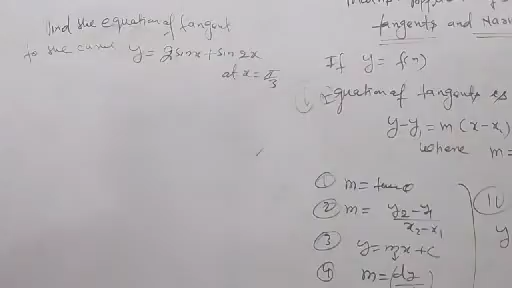 find the equation of tangent
to the curve y = 2sinx + sin2x
at x = π/3
tangents and
If y = f(x)
Equation of tangents is
y-y₁ = m(x-x₁)
where m =
① m = tanθ
② m = y₂-y₁/x₂-x₁
③ y = mx+c
④ m = (dy
y